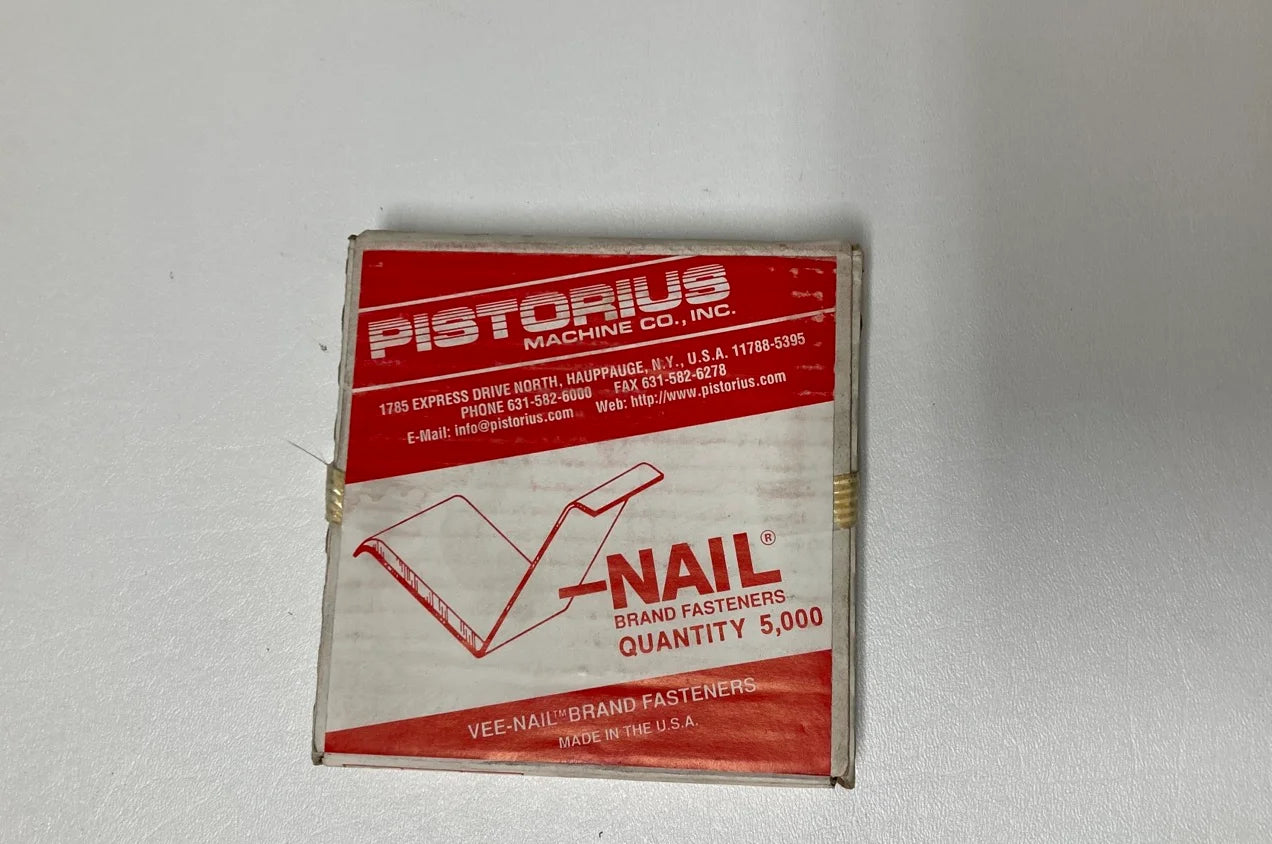 PISTORIUS
MACHINE CO., INC.
1785 EXPRESS DRIVE NORTH, HAUPPAUGE, N.Y., U.S.A. 11788-5395
PHONE 631-582-6000 FAX 631-582-6278
E-Mail: info@pistorius.com Web: http://www.pistorius.com
V-NAIL®
BRAND FASTENERS
QUANTITY 5,000
VEE-NAIL™ BRAND FASTENERS
MADE IN THE U.S.A.